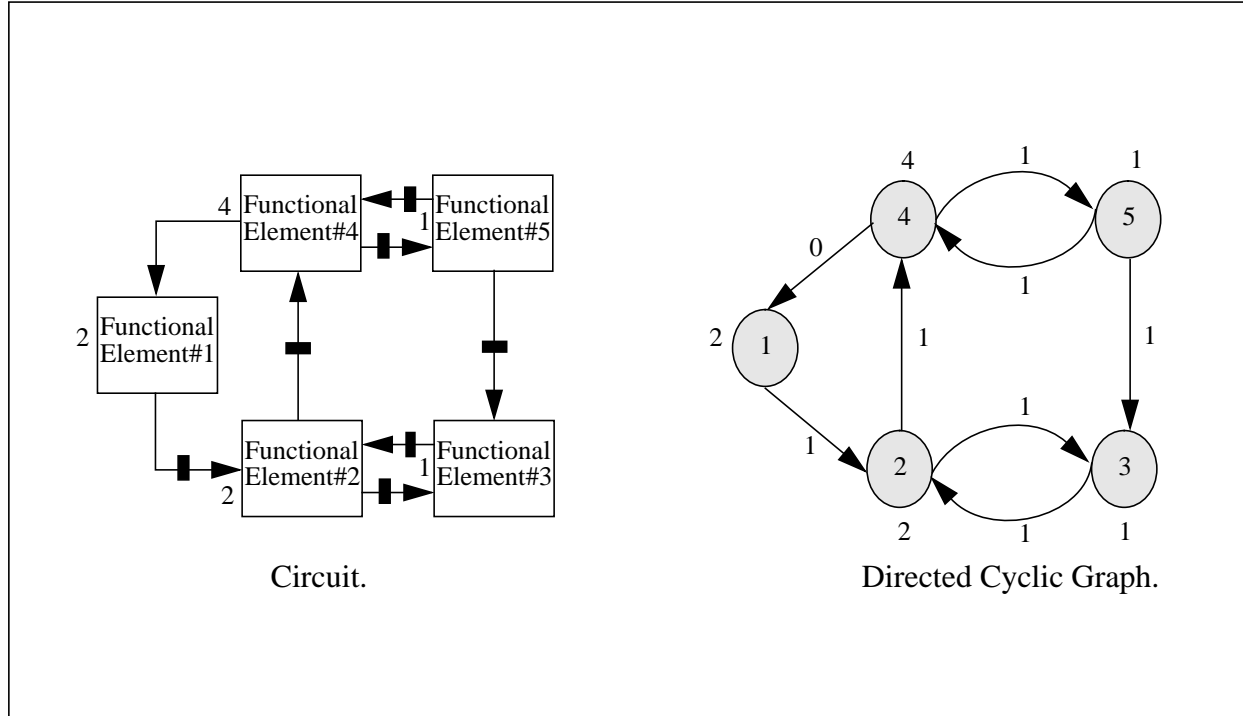 4
Functional
Element#4
1
Functional
Element#5
2
Functional
Element#1
2
Functional
Element#2
1
Functional
Element#3
Circuit.
4
1
1
4
5
0
1
2
1
1
1
1
1
2
3
1
2
1
Directed Cyclic Graph.